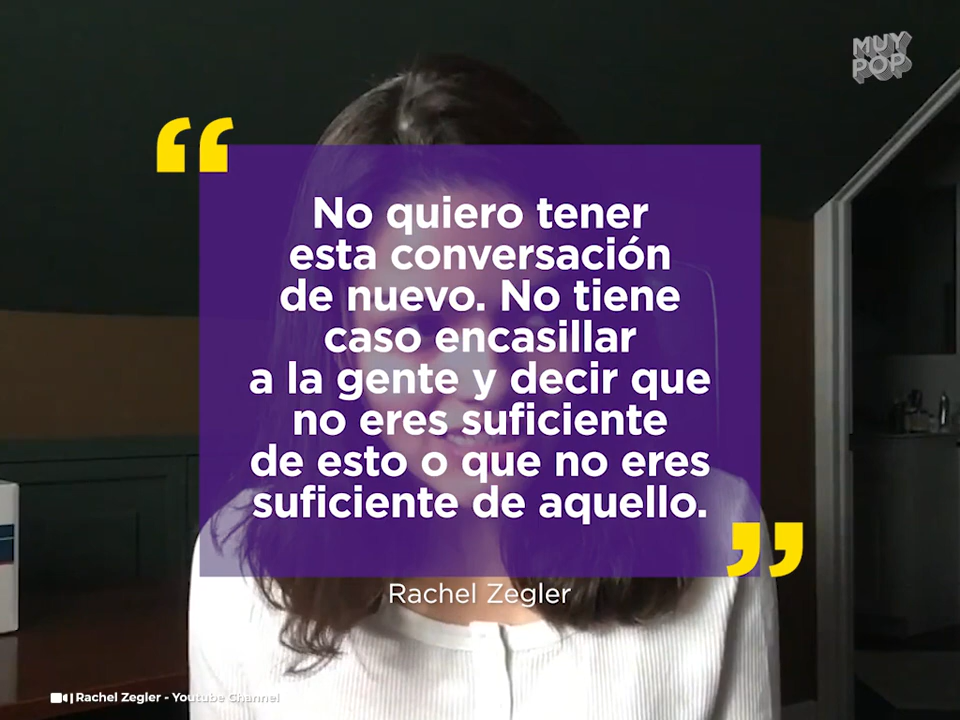 MUY
POP
“
No quiero tener
esta conversación
de nuevo. No tiene
caso encasillar
a la gente y decir que
no eres suficiente
de esto o que no eres
suficiente de aquello.
”
Rachel Zegler
Rachel Zegler - Youtube Channel